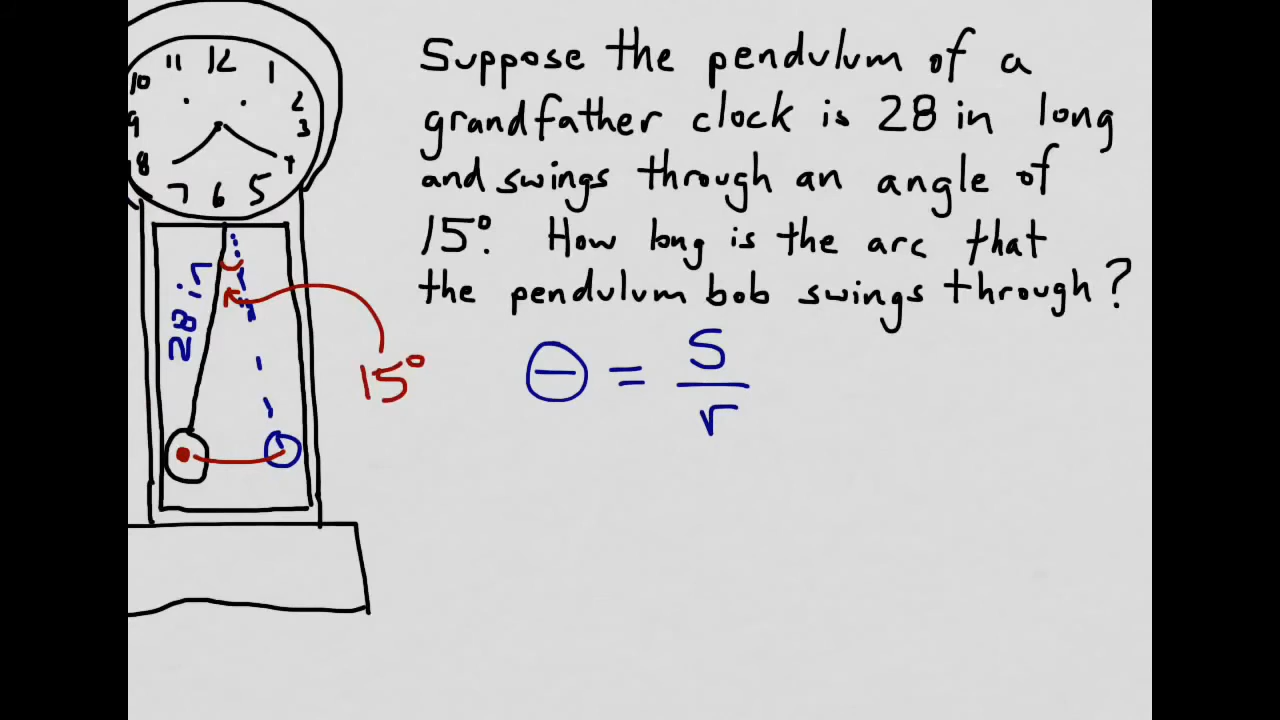 11 12 1
10 2
9 3
8 4
7 6 5
28 in
15°
Suppose the pendulum of a
grandfather clock is 28 in long
and swings through an angle of
15°. How long is the arc that
the pendulum bob swings through?
Θ = S/r